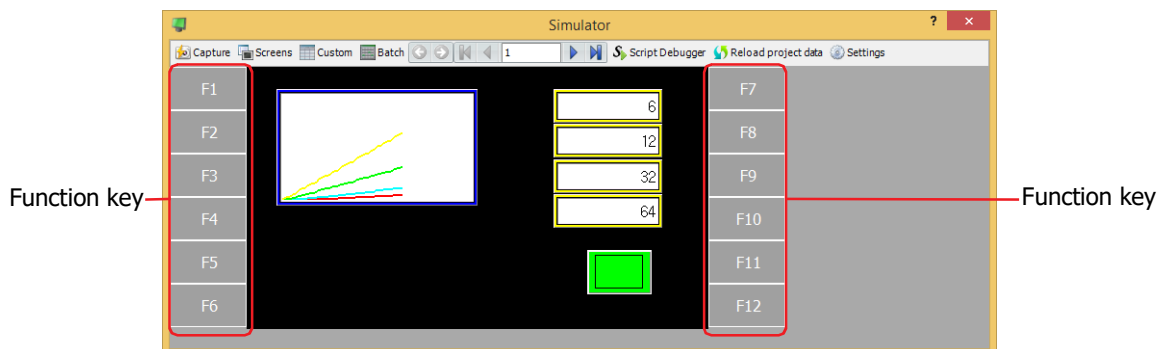 Simulator
?
×
Capture Screens Custom Batch 1 S Script Debugger Reload project data Settings
F1
F2
F3
F4
F5
F6
6
12
32
64
F7
F8
F9
F10
F11
F12
Function key
Function key